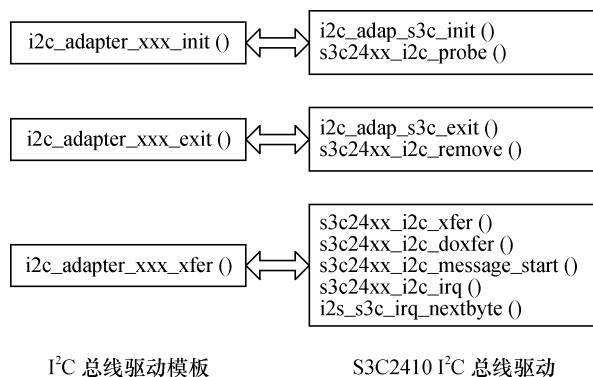 i2c_adapter_xxx_init ()
i2c_adap_s3c_init ()
s3c24xx_i2c_probe ()
i2c_adapter_xxx_exit ()
i2c_adap_s3c_exit ()
s3c24xx_i2c_remove ()
i2c_adapter_xxx_xfer ()
s3c24xx_i2c_xfer ()
s3c24xx_i2c_doxfer ()
s3c24xx_i2c_message_start ()
s3c24xx_i2c_irq ()
i2s_s3c_irq_nextbyte ()
I²C 总线驱动模板
S3C2410 I²C 总线驱动